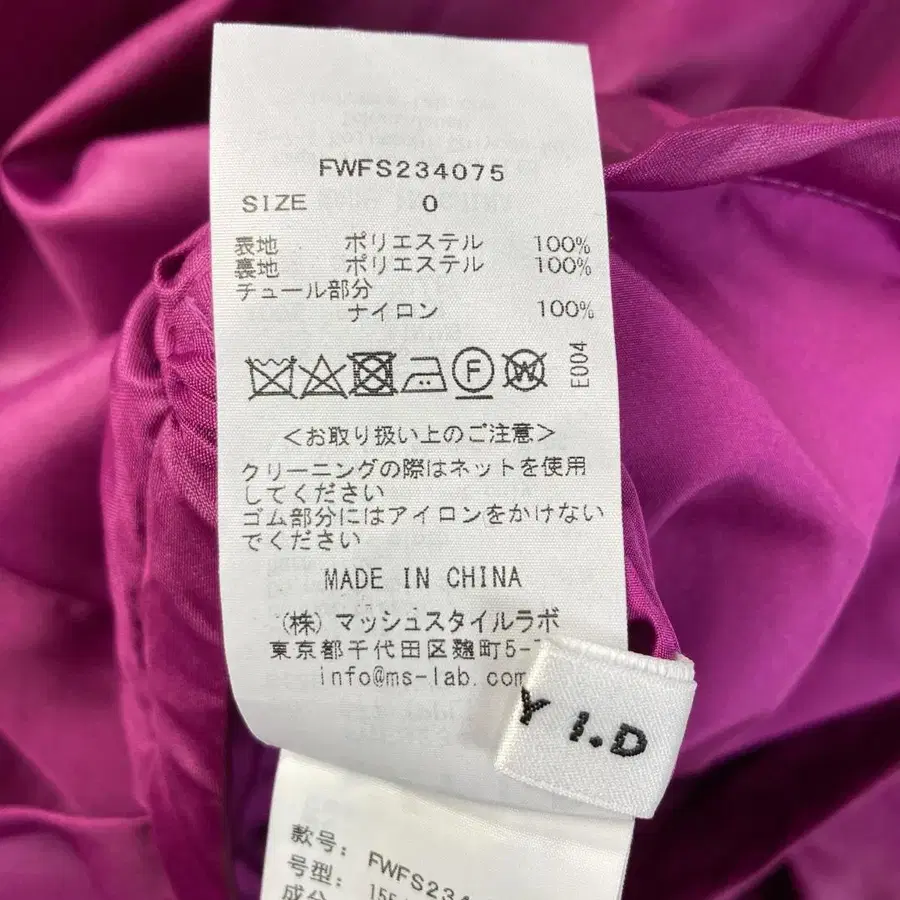 FWFS234075
SIZE 0
表地 ポリエステル 100%
裏地 ポリエステル 100%
チュール部分
ナイロン 100%
F W
E004
<お取り扱い上のご注意>
クリーニングの際はネットを使用
してください
ゴム部分にはアイロンをかけない
でください
MADE IN CHINA
(株) マッシュスタイルラボ
東京都千代田区麹町5-7
info@ms-lab.com
Y I.D
款号: FWFS234
号型: 155
成分